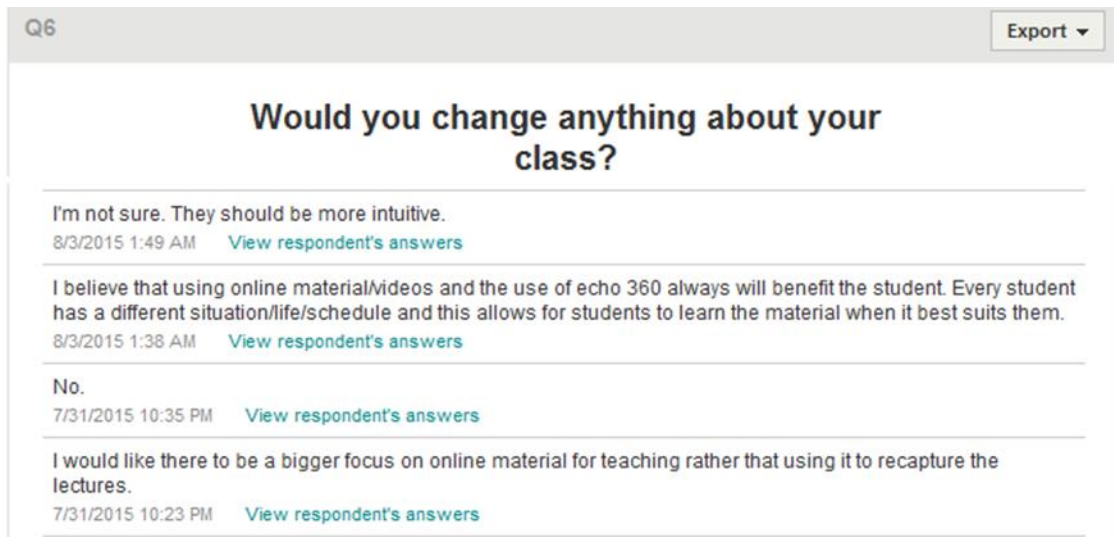 Q6
Export
Would you change anything about your
class?
I'm not sure. They should be more intuitive.
8/3/2015 1:49 AM View respondent's answers
I believe that using online material/videos and the use of echo 360 always will benefit the student. Every student
has a different situation/life/schedule and this allows for students to learn the material when it best suits them.
8/3/2015 1:38 AM View respondent's answers
No.
7/31/2015 10:35 PM View respondent's answers
I would like there to be a bigger focus on online material for teaching rather that using it to recapture the
lectures.
7/31/2015 10:23 PM View respondent's answers